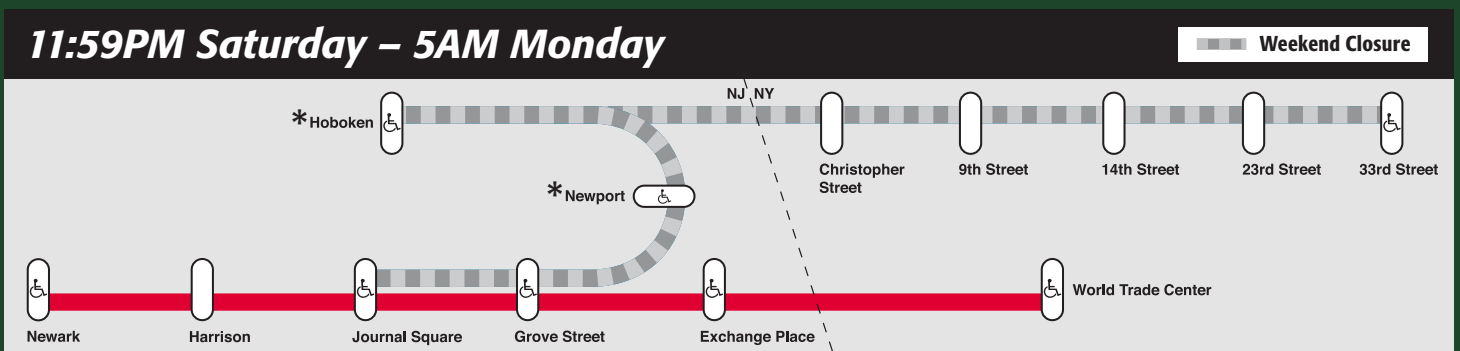 11:59PM Saturday – 5AM Monday
Weekend Closure
NJ NY
*Hoboken
Christopher
Street
9th Street
14th Street
23rd Street
33rd Street
*Newport
World Trade Center
Newark
Harrison
Journal Square
Grove Street
Exchange Place